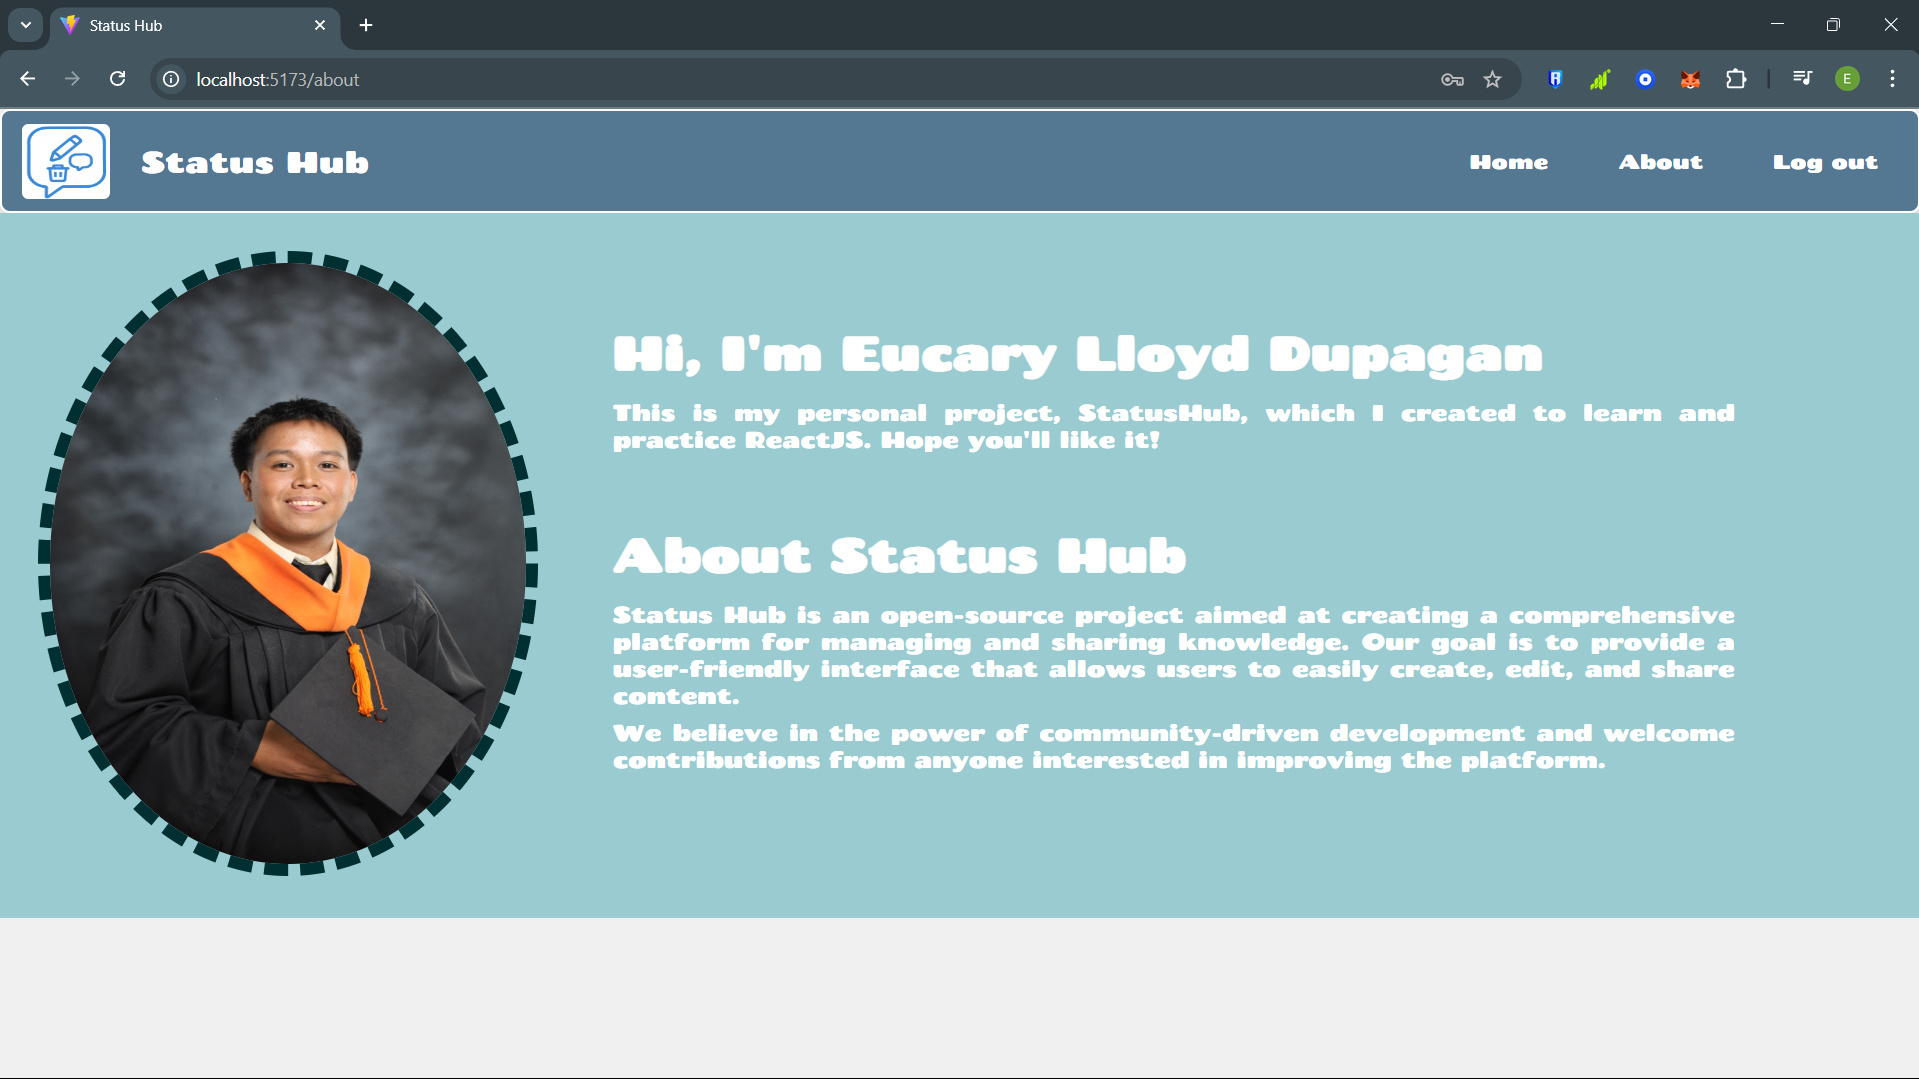 Status Hub
localhost:5173/about
E
Status Hub
Home
About
Log out
Hi, I'm Eucary Lloyd Dupagan
This is my personal project, StatusHub, which I created to learn and
practice ReactJS. Hope you'll like it!
About Status Hub
Status Hub is an open-source project aimed at creating a comprehensive
platform for managing and sharing knowledge. Our goal is to provide a
user-friendly interface that allows users to easily create, edit, and share
content.
We believe in the power of community-driven development and welcome
contributions from anyone interested in improving the platform.